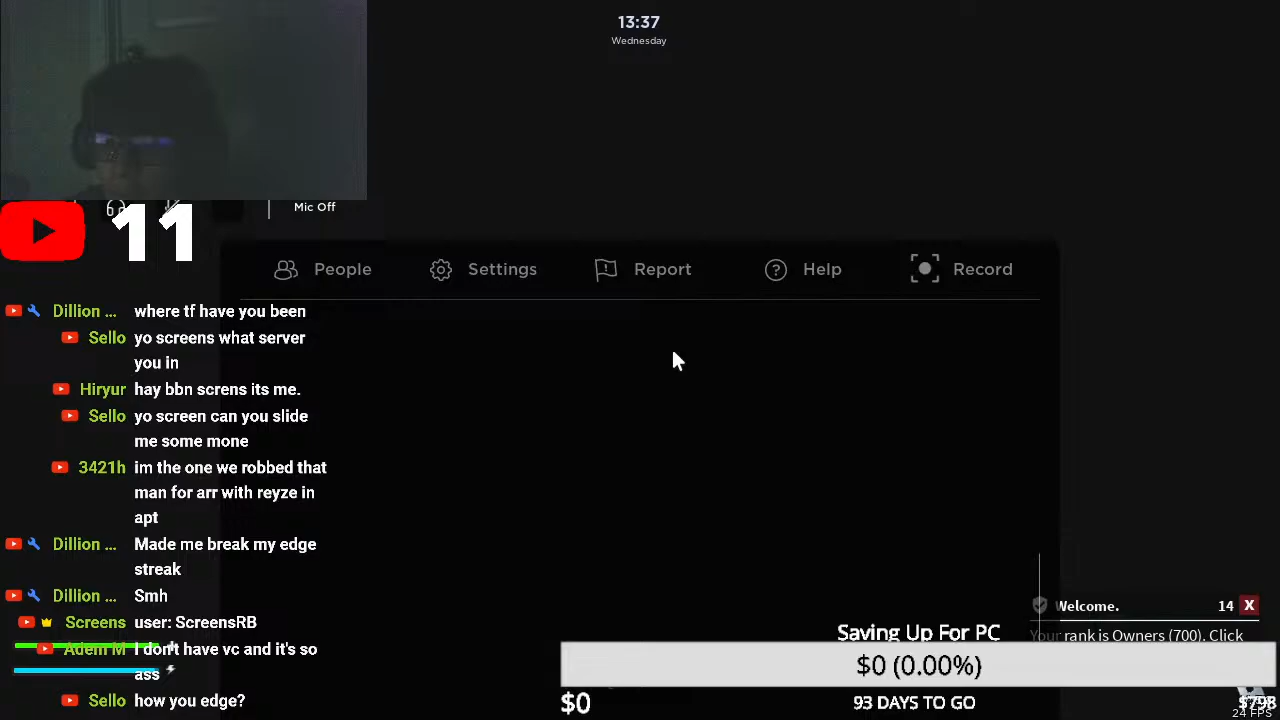 13:37
Wednesday
Mic Off
11
People Settings Report Help Record
Dillion ... where tf have you been
Sello yo screens what server
you in
Hiryur hay bbn screns its me.
Sello yo screen can you slide
me some mone
3421h im the one we robbed that
man for arr with reyze in
apt
Dillion ... Made me break my edge
streak
Dillion ... Smh
Screens user: ScreensRB
Adem M I don't have vc and it's so
ass
Sello how you edge?
Welcome. 14 X
Your rank is Owners (700). Click
Saving Up For PC
$0 (0.00%)
$0 93 DAYS TO GO
24 FPS